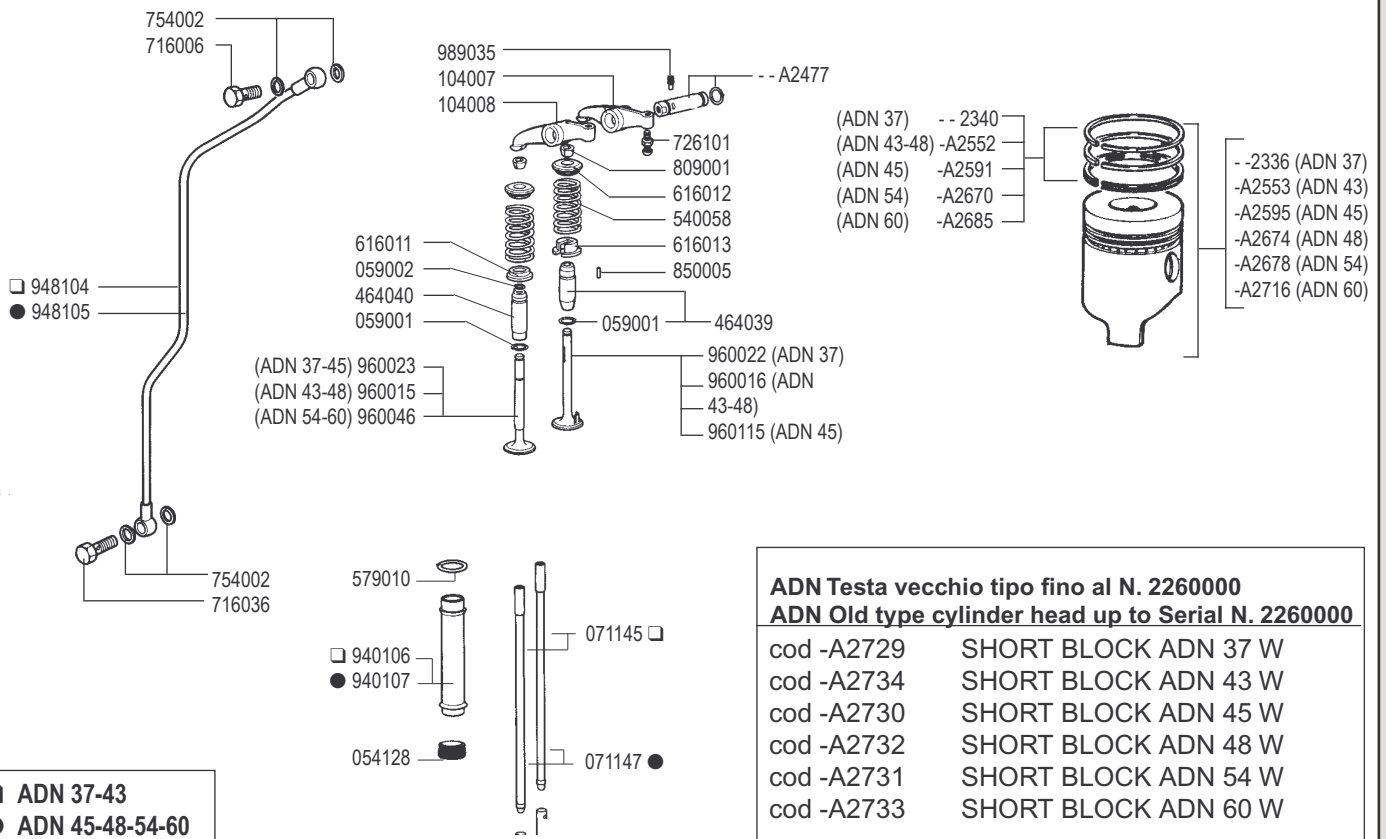 754002
716006
❑ 948104
● 948105
754002
716036
989035
104007
104008
- - A2477
726101
809001
616012
540058
616013
850005
616011
059002
464040
059001
059001
464039
(ADN 37-45) 960023
(ADN 43-48) 960015
(ADN 54-60) 960046
960022 (ADN 37)
960016 (ADN
43-48)
960115 (ADN 45)
(ADN 37) - - 2340
(ADN 43-48) -A2552
(ADN 45) -A2591
(ADN 54) -A2670
(ADN 60) -A2685
- -2336 (ADN 37)
-A2553 (ADN 43)
-A2595 (ADN 45)
-A2674 (ADN 48)
-A2678 (ADN 54)
-A2716 (ADN 60)
579010
❑ 940106
● 940107
054128
071145 ❑
071147 ●
❑ ADN 37-43
● ADN 45-48-54-60
ADN Testa vecchio tipo fino al N. 2260000
ADN Old type cylinder head up to Serial N. 2260000
cod -A2729 SHORT BLOCK ADN 37 W
cod -A2734 SHORT BLOCK ADN 43 W
cod -A2730 SHORT BLOCK ADN 45 W
cod -A2732 SHORT BLOCK ADN 48 W
cod -A2731 SHORT BLOCK ADN 54 W
cod -A2733 SHORT BLOCK ADN 60 W